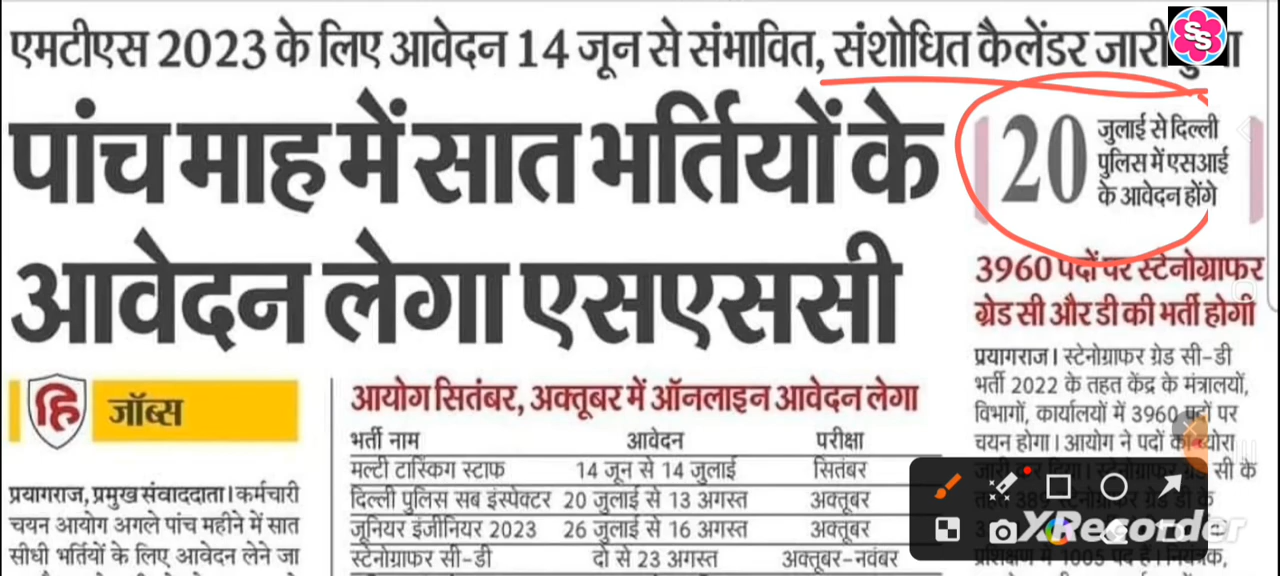 एमटीएस 2023 के लिए आवेदन 14 जून से संभावित, संशोधित कैलेंडर जारी
SS
पांच माह में सात भर्तियों के
आवेदन लेगा एसएससी
20
जुलाई से दिल्ली
पुलिस में एसआई
के आवेदन होंगे
3960 पदों पर स्टेनोग्राफर
ग्रेड सी और डी की भर्ती होगी
प्रयागराज। स्टेनोग्राफर ग्रेड सी-डी
भर्ती 2022 के तहत केंद्र के मंत्रालयों,
विभागों, कार्यालयों में 3960 पदों पर
चयन होगा। आयोग ने पदों का
सी के
1005 पद हैं।
हि जॉब्स
प्रयागराज, प्रमुख संवाददाता। कर्मचारी
चयन आयोग अगले पांच महीने में सात
सीधी भर्तियों के लिए आवेदन लेने जा
आयोग सितंबर, अक्तूबर में ऑनलाइन आवेदन लेगा
भर्ती नाम आवेदन परीक्षा
मल्टी टास्किंग स्टाफ 14 जून से 14 जुलाई सितंबर
दिल्ली पुलिस सब इंस्पेक्टर 20 जुलाई से 13 अगस्त अक्तूबर
जूनियर इंजीनियर 2023 26 जुलाई से 16 अगस्त अक्तूबर
स्टेनोग्राफर सी-डी दो से 23 अगस्त अक्तूबर-नवंबर
XRecorder